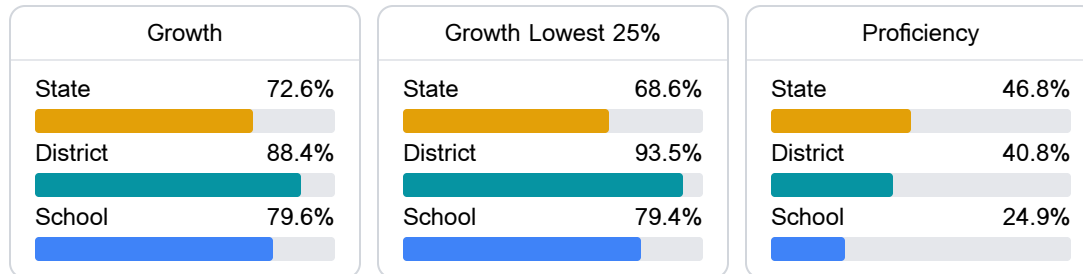 Growth
State 72.6%
District 88.4%
School 79.6%
Growth Lowest 25%
State 68.6%
District 93.5%
School 79.4%
Proficiency
State 46.8%
District 40.8%
School 24.9%